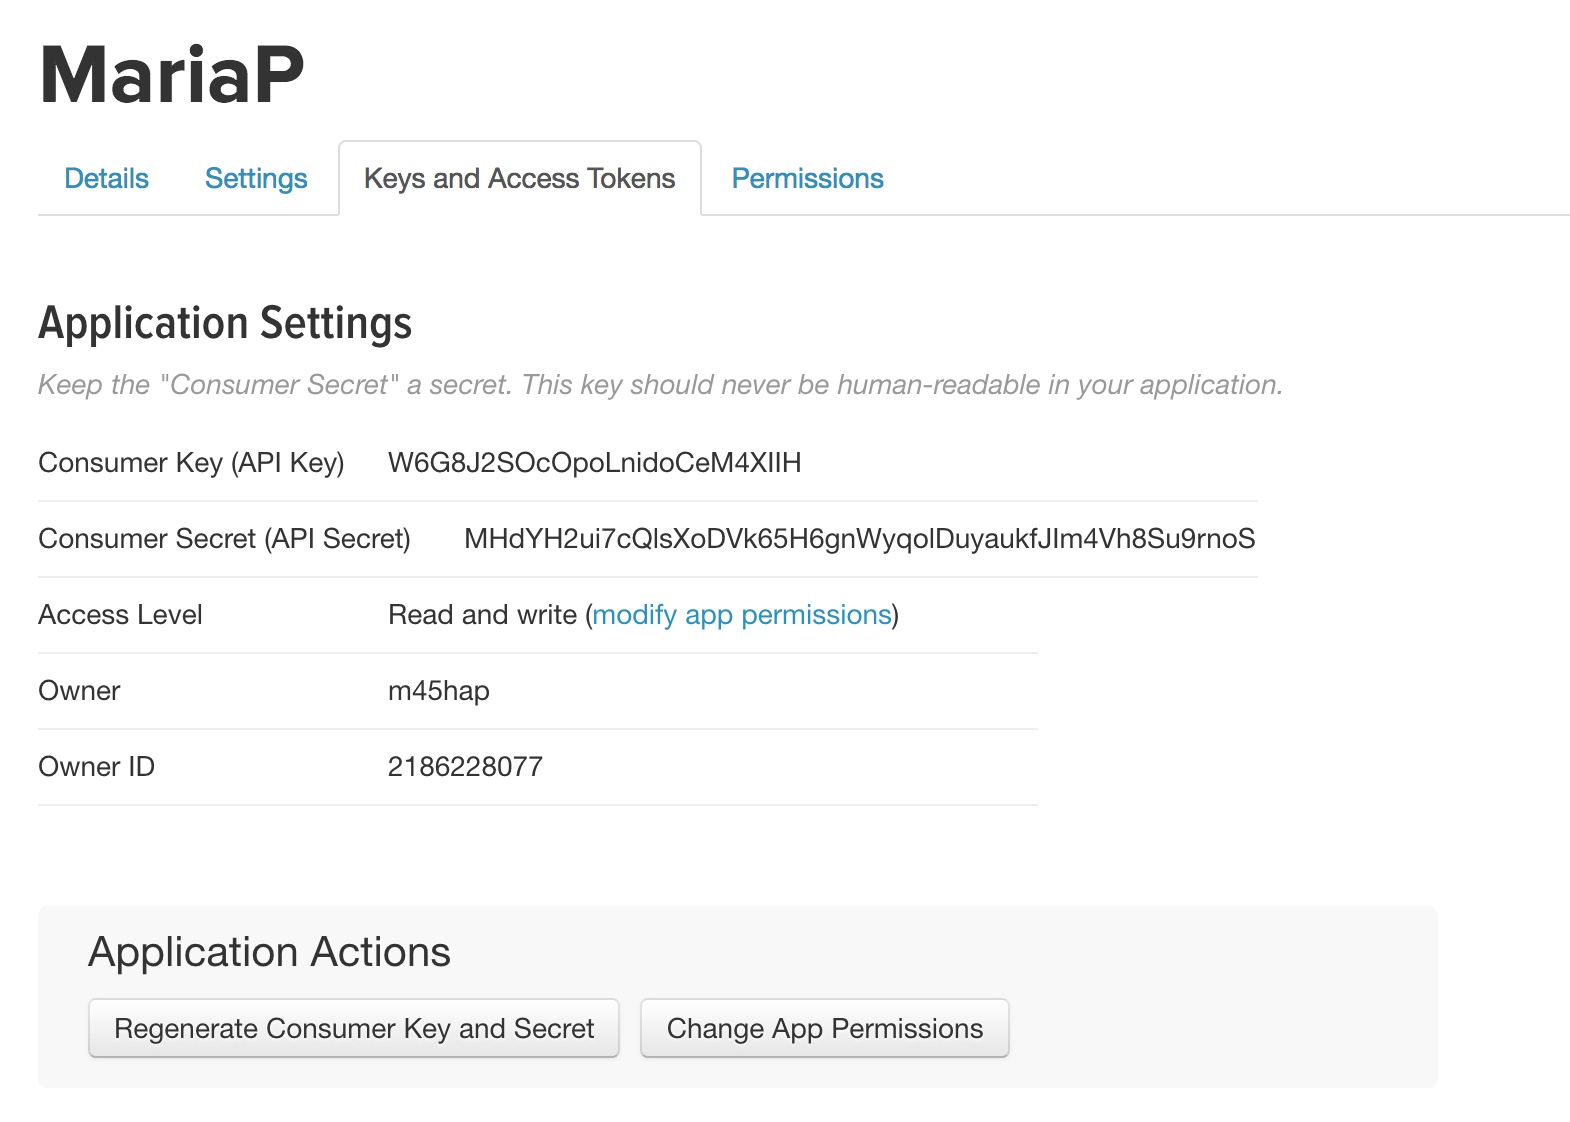 MariaP
Details Settings Keys and Access Tokens Permissions
Application Settings
Keep the "Consumer Secret" a secret. This key should never be human-readable in your application.
Consumer Key (API Key) W6G8J2SOcOpoLnidoCeM4XIIH
Consumer Secret (API Secret) MHdYH2ui7cQlsXoDVk65H6gnWyqolDuyaukfJIm4Vh8Su9rnoS
Access Level Read and write (modify app permissions)
Owner m45hap
Owner ID 2186228077
Application Actions
Regenerate Consumer Key and Secret Change App Permissions